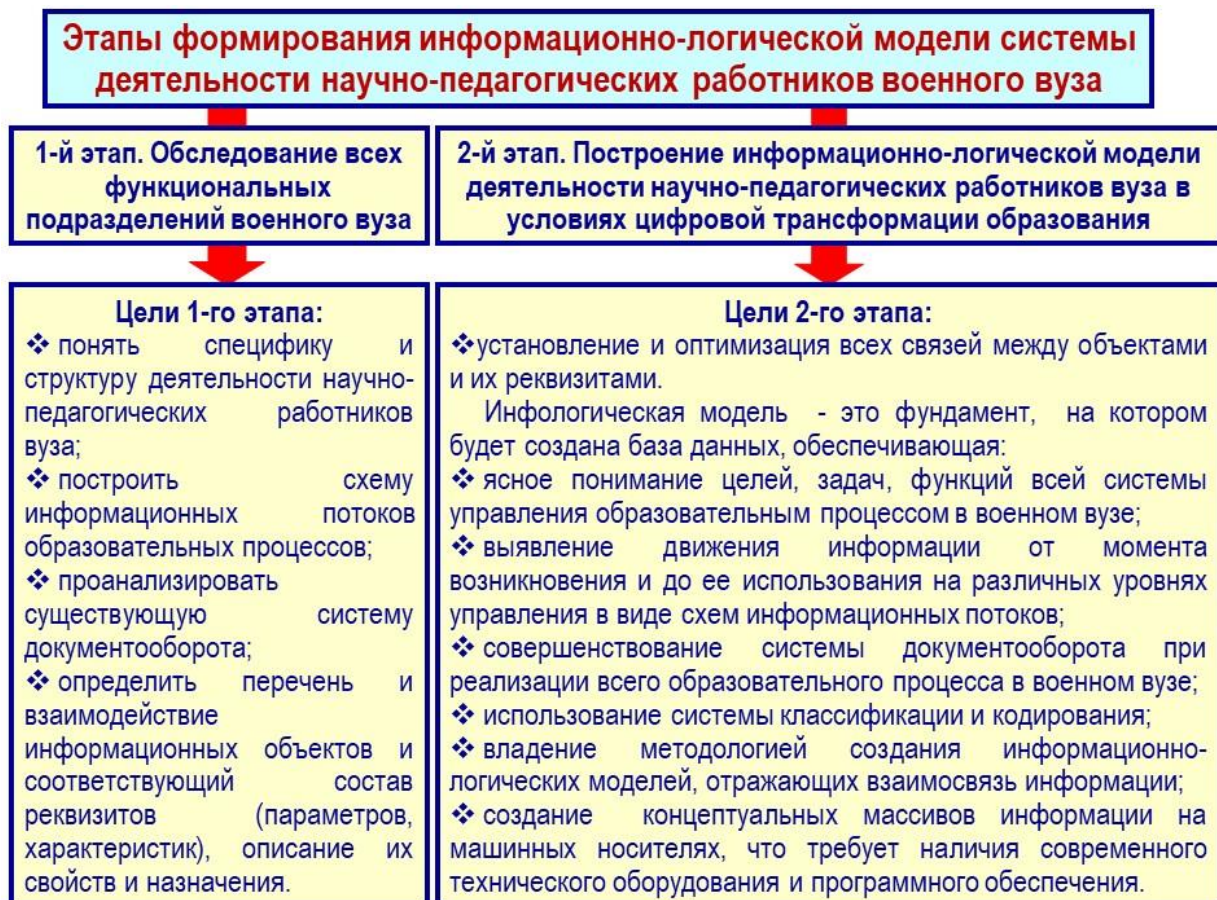 Этапы формирования информационно-логической модели системы
деятельности научно-педагогических работников военного вуза
1-й этап. Обследование всех
функциональных
подразделений военного вуза
2-й этап. Построение информационно-логической модели
деятельности научно-педагогических работников вуза в
условиях цифровой трансформации образования
Цели 1-го этапа:
❖ понять специфику и
структуру деятельности научно-
педагогических работников
вуза;
❖ построить схему
информационных потоков
образовательных процессов;
❖ проанализировать
существующую систему
документооборота;
❖ определить перечень и
взаимодействие
информационных объектов и
соответствующий состав
реквизитов (параметров,
характеристик), описание их
свойств и назначения.
Цели 2-го этапа:
❖установление и оптимизация всех связей между объектами
и их реквизитами.
Инфологическая модель - это фундамент, на котором
будет создана база данных, обеспечивающая:
❖ ясное понимание целей, задач, функций всей системы
управления образовательным процессом в военном вузе;
❖ выявление движения информации от момента
возникновения и до ее использования на различных уровнях
управления в виде схем информационных потоков;
❖ совершенствование системы документооборота при
реализации всего образовательного процесса в военном вузе;
❖ использование системы классификации и кодирования;
❖ владение методологией создания информационно-
логических моделей, отражающих взаимосвязь информации;
❖ создание концептуальных массивов информации на
машинных носителях, что требует наличия современного
технического оборудования и программного обеспечения.